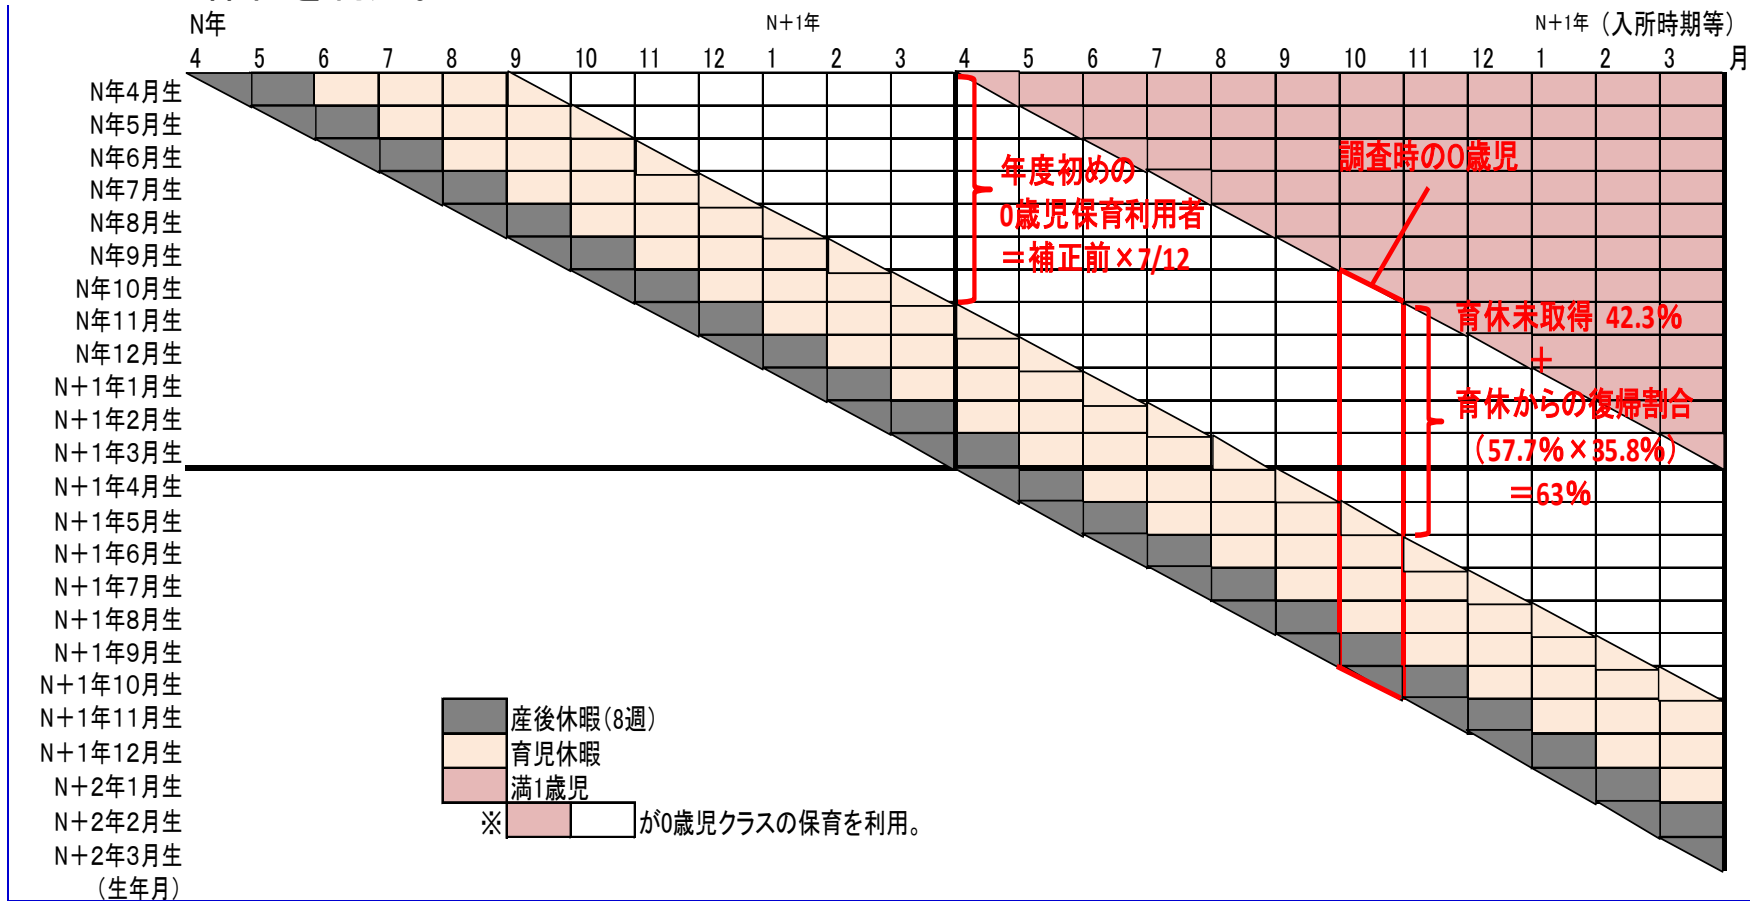 N年
N＋1年
N＋1年（入所時期等）
4 5 6 7 8 9 10 11 12 1 2 3 4 5 6 7 8 9 10 11 12 1 2 3 月
N年4月生
N年5月生
N年6月生
N年7月生
N年8月生
N年9月生
N年10月生
N年11月生
N年12月生
N＋1年1月生
N＋1年2月生
N＋1年3月生
N＋1年4月生
N＋1年5月生
N＋1年6月生
N＋1年7月生
N＋1年8月生
N＋1年9月生
N＋1年10月生
N＋1年11月生
N＋1年12月生
N＋2年1月生
N＋2年2月生
N＋2年3月生
（生年月）
年度初めの
0歳児保育利用者
＝補正前×7/12
調査時の0歳児
育休未取得 42.3％
＋
育休からの復帰割合
（57.7％×35.8％）
＝63％
産後休暇（8週）
育児休暇
満1歳児
※ が0歳児クラスの保育を利用。